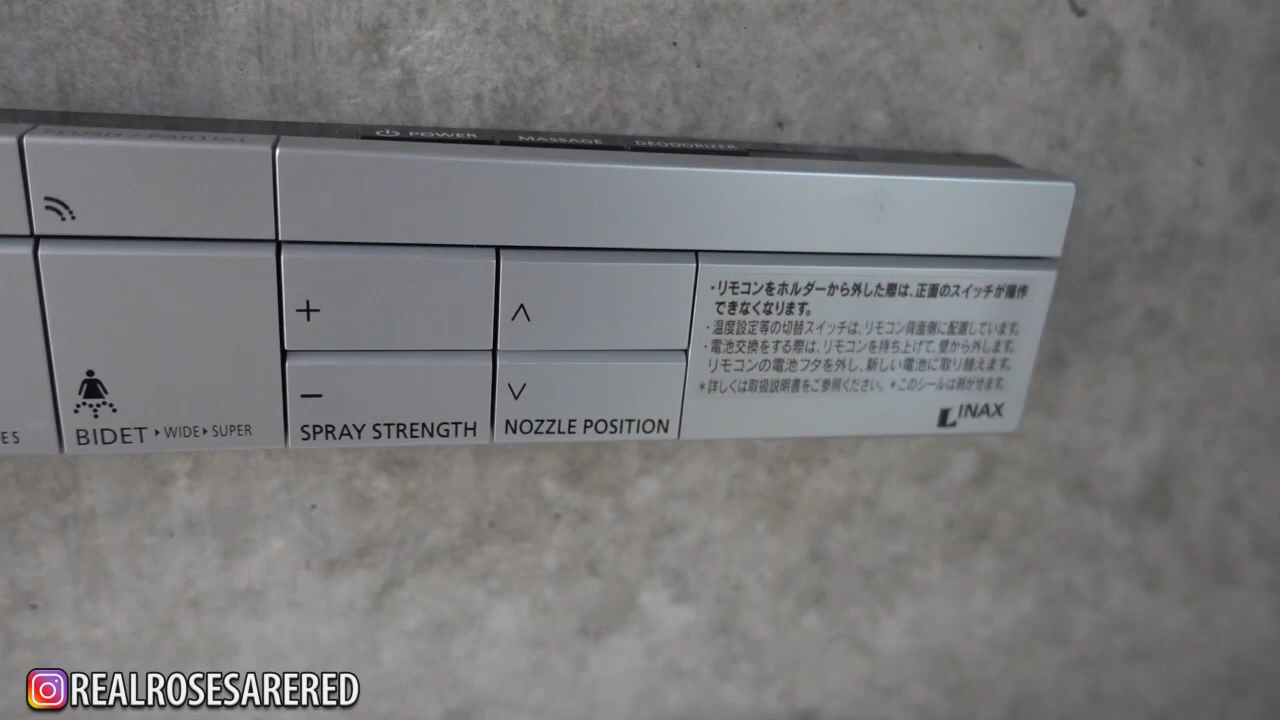 POWER MASSAGE DEODORIZER
FLUSH / PARTIAL
+
−
SPRAY STRENGTH
NOZZLE POSITION
BIDET ▸ WIDE ▸ SUPER
ES
・リモコンをホルダーから外した際は、正面のスイッチが操作
できなくなります。
・温度設定等の切替スイッチは、リモコン背面側に配置しています。
・電池交換をする際は、リモコンを持ち上げて、壁から外します。
リモコンの電池フタを外し、新しい電池に取り替えます。
＊詳しくは取扱説明書をご参照ください。＊このシールは剥がせます。
INAX
REALROSESARERED